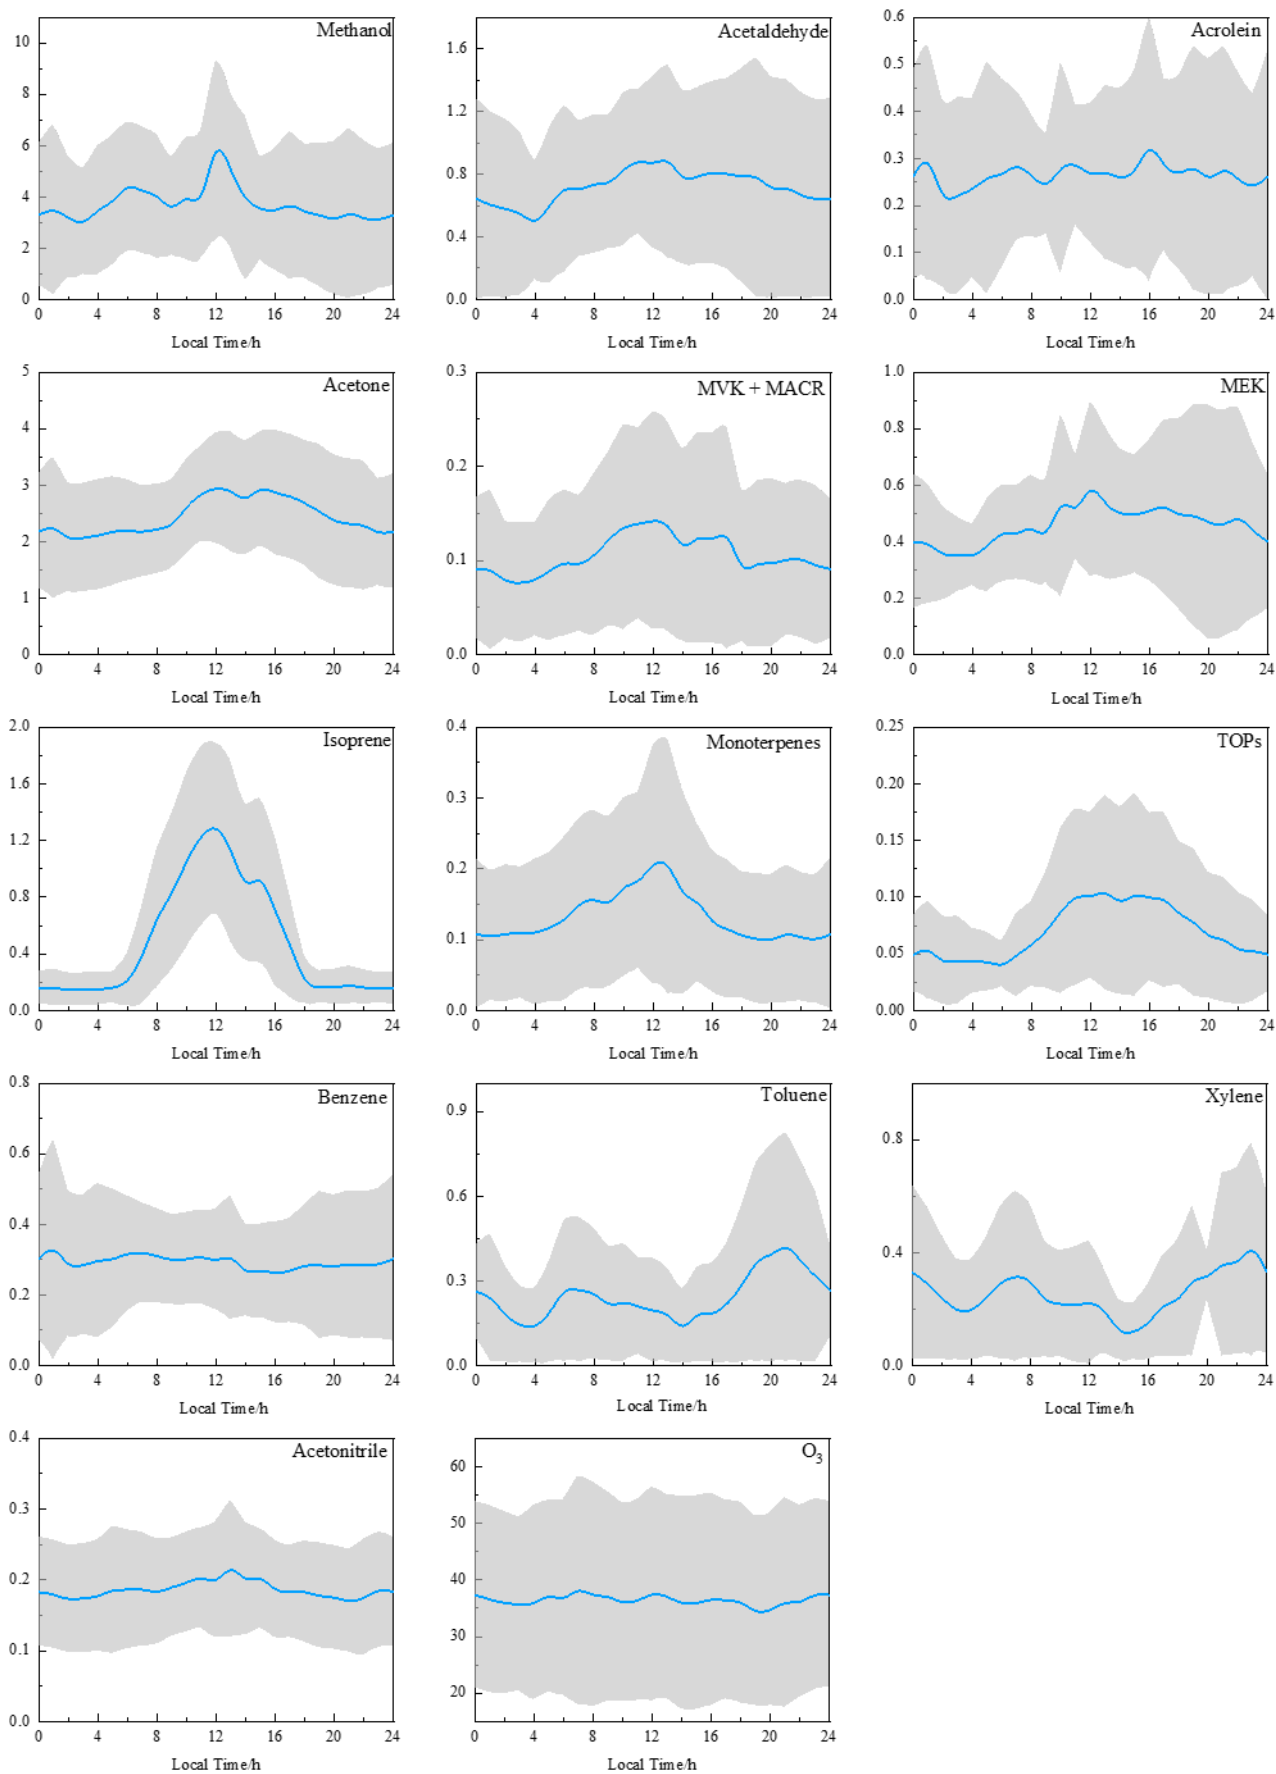 Methanol
10
8
6
4
2
0
0 4 8 12 16 20 24
Local Time/h
Acetaldehyde
1.6
1.2
0.8
0.4
0.0
0 4 8 12 16 20 24
Local Time/h
Acrolein
0.6
0.5
0.4
0.3
0.2
0.1
0.0
0 4 8 12 16 20 24
Local Time/h
Acetone
5
4
3
2
1
0
0 4 8 12 16 20 24
Local Time/h
MVK + MACR
0.3
0.2
0.1
0.0
0 4 8 12 16 20 24
Local Time/h
MEK
1.0
0.8
0.6
0.4
0.2
0.0
0 4 8 12 16 20 24
Local Time/h
Isoprene
2.0
1.6
1.2
0.8
0.4
0.0
0 4 8 12 16 20 24
Local Time/h
Monoterpenes
0.4
0.3
0.2
0.1
0.0
0 4 8 12 16 20 24
Local Time/h
TOPs
0.25
0.20
0.15
0.10
0.05
0.00
0 4 8 12 16 20 24
Local Time/h
Benzene
0.8
0.6
0.4
0.2
0.0
0 4 8 12 16 20 24
Local Time/h
Toluene
0.9
0.6
0.3
0.0
0 4 8 12 16 20 24
Local Time/h
Xylene
0.8
0.4
0.0
0 4 8 12 16 20 24
Local Time/h
Acetonitrile
0.4
0.3
0.2
0.1
0.0
0 4 8 12 16 20 24
Local Time/h
O3
60
50
40
30
20
0 4 8 12 16 20 24
Local Time/h